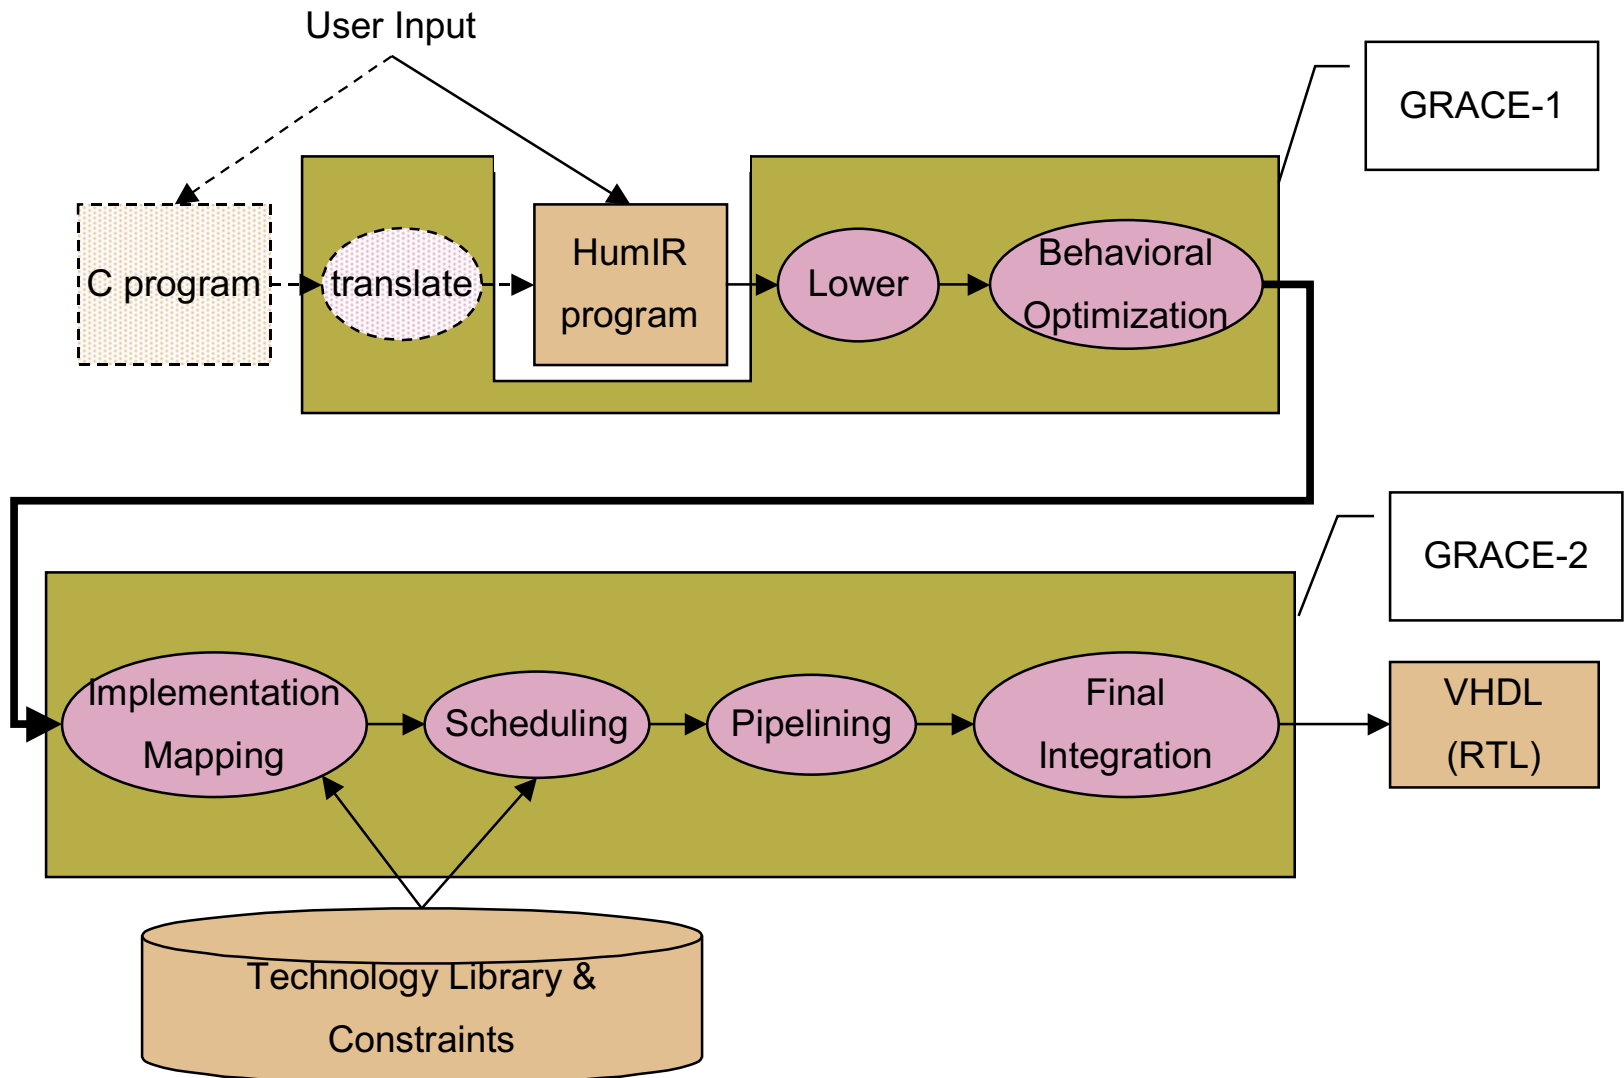 User Input
GRACE-1
C program
translate
HumIR
program
Lower
Behavioral
Optimization
GRACE-2
Implementation
Mapping
Scheduling
Pipelining
Final
Integration
VHDL
(RTL)
Technology Library &
Constraints